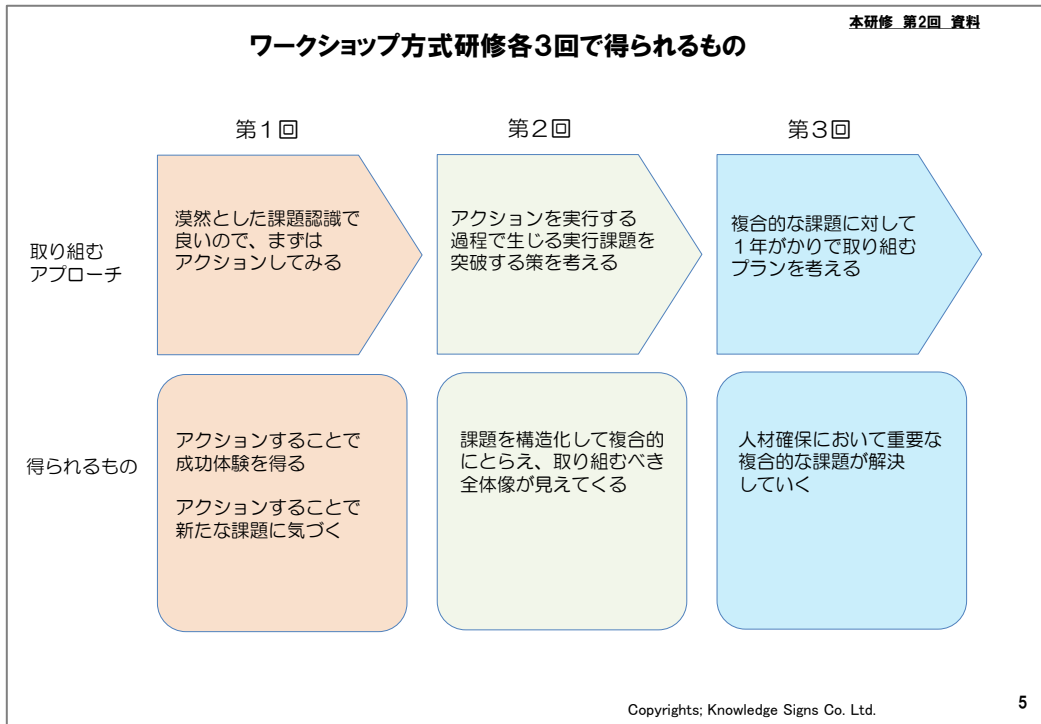 本研修 第2回 資料
ワークショップ方式研修各3回で得られるもの
第1回
第2回
第3回
取り組む
アプローチ
漠然とした課題認識で
良いので、まずは
アクションしてみる
アクションを実行する
過程で生じる実行課題を
突破する策を考える
複合的な課題に対して
1年がかりで取り組む
プランを考える
得られるもの
アクションすることで
成功体験を得る
アクションすることで
新たな課題に気づく
課題を構造化して複合的
にとらえ、取り組むべき
全体像が見えてくる
人材確保において重要な
複合的な課題が解決
していく
Copyrights; Knowledge Signs Co. Ltd.
5